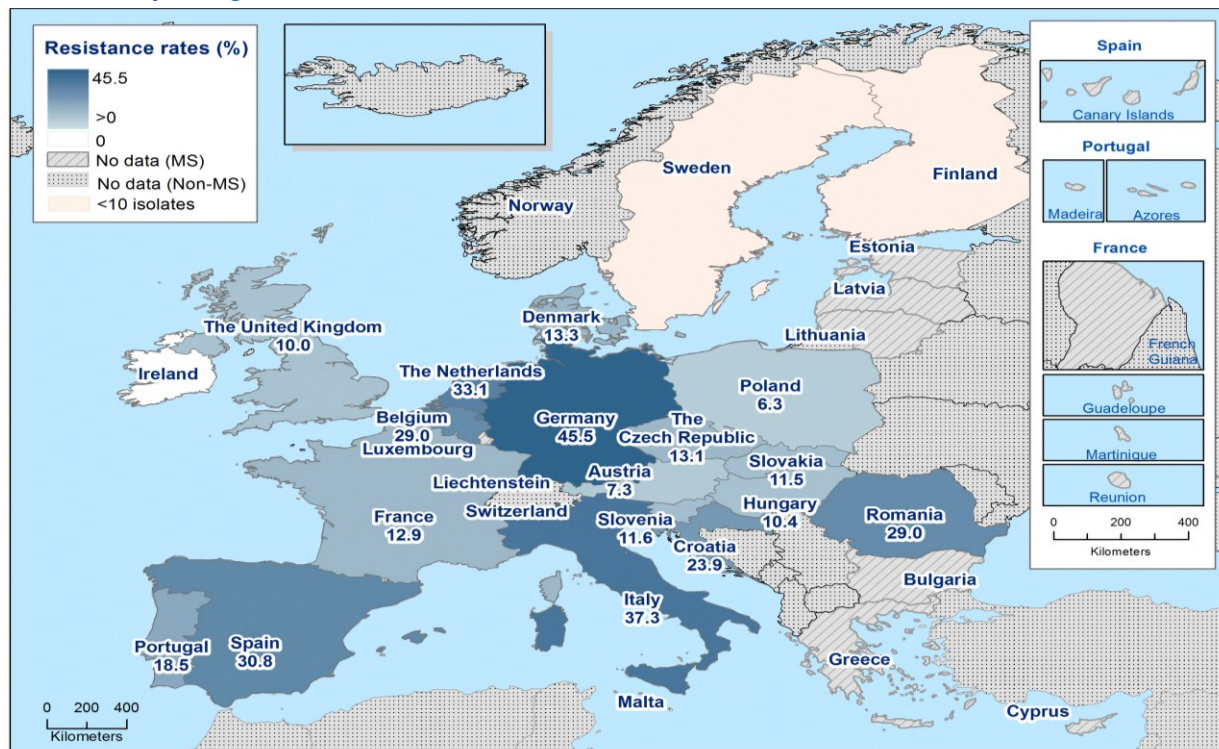 Resistance rates (%)
45.5
>0
0
No data (MS)
No data (Non-MS)
<10 isolates
Norway
Sweden
Finland
Estonia
Latvia
Lithuania
Denmark
13.3
The United Kingdom
10.0
Ireland
The Netherlands
33.1
Belgium
29.0
Luxembourg
Germany
45.5
Poland
6.3
The
Czech Republic
13.1
Slovakia
11.5
Austria
7.3
Liechtenstein
Switzerland
France
12.9
Slovenia
11.6
Hungary
10.4
Croatia
23.9
Romania
29.0
Bulgaria
Italy
37.3
Portugal
18.5
Spain
30.8
Greece
Malta
Cyprus
0 200 400
Kilometers
Spain
Canary Islands
Portugal
Madeira
Azores
France
French
Guiana
Guadeloupe
Martinique
Reunion
0 200 400
Kilometers